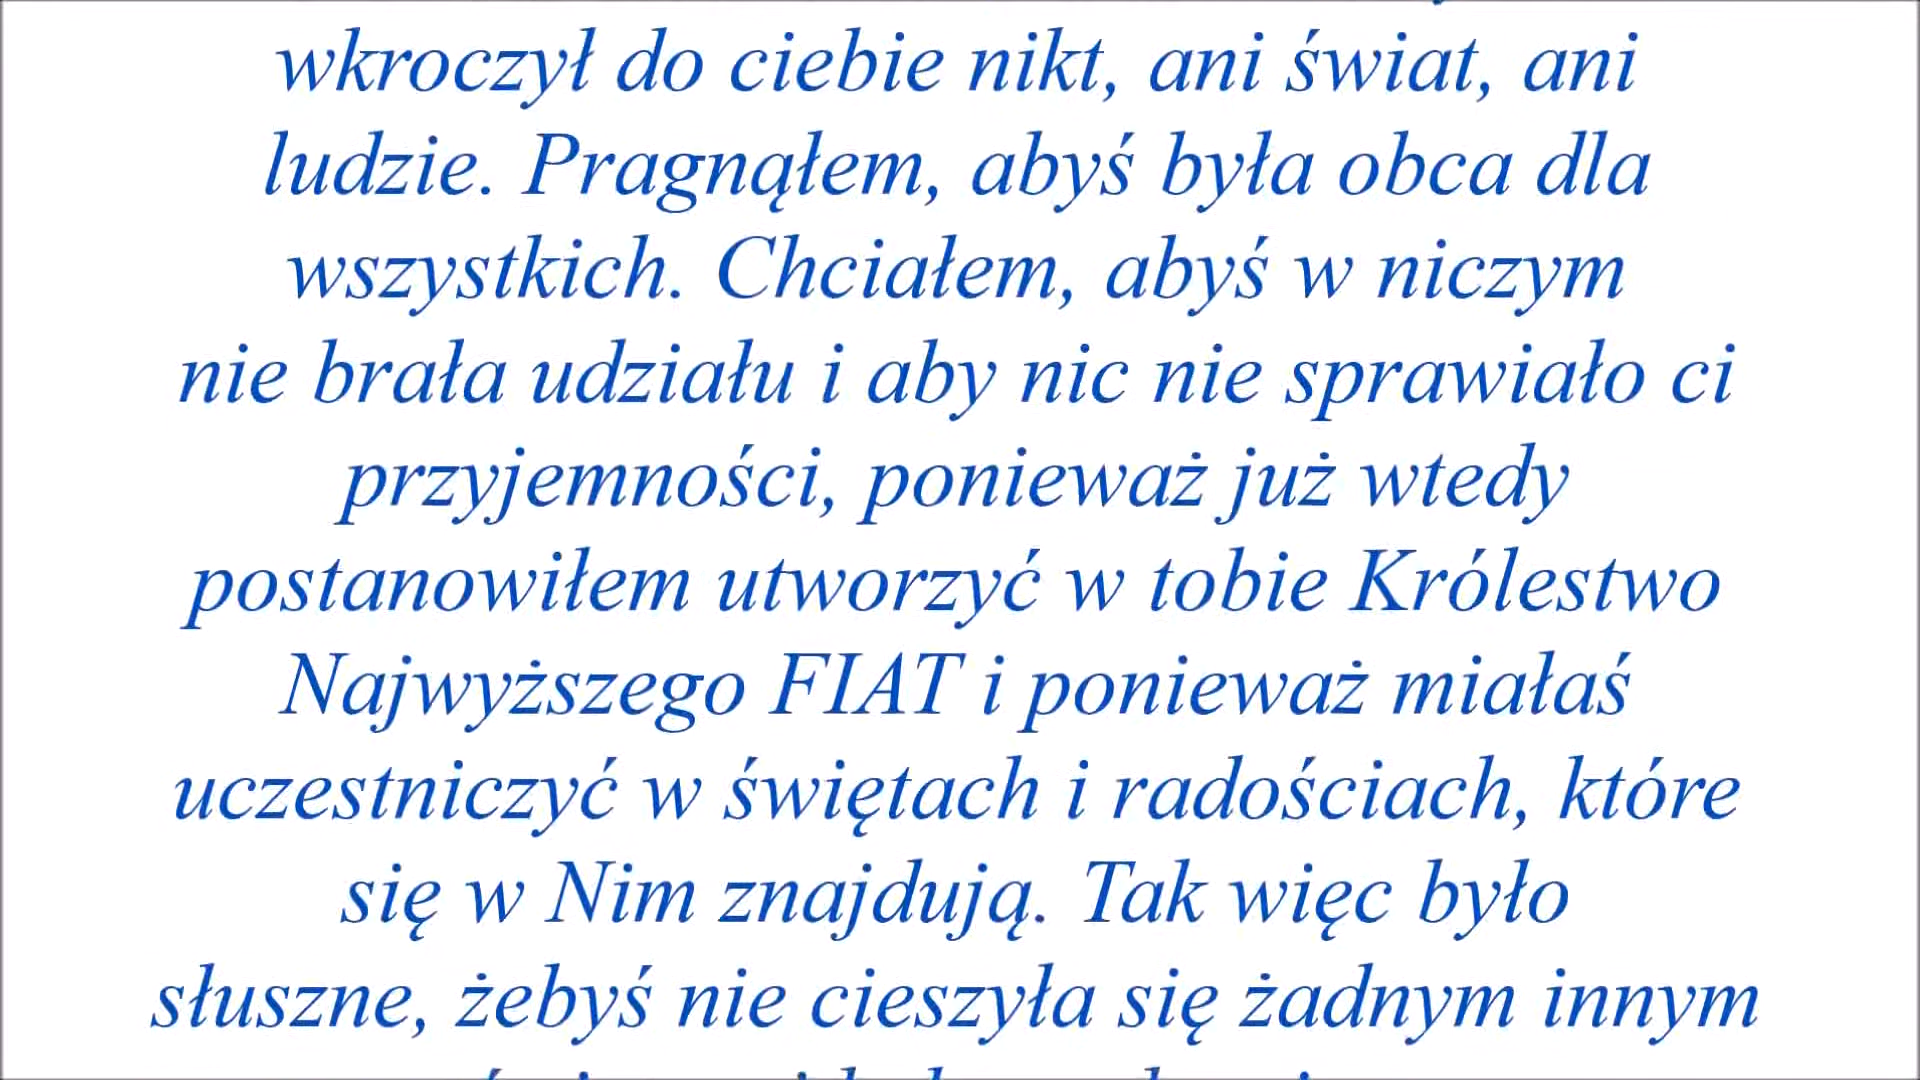 wkroczył do ciebie nikt, ani świat, ani
ludzie. Pragnąłem, abyś była obca dla
wszystkich. Chciałem, abyś w niczym
nie brała udziału i aby nic nie sprawiało ci
przyjemności, ponieważ już wtedy
postanowiłem utworzyć w tobie Królestwo
Najwyższego FIAT i ponieważ miałaś
uczestniczyć w świętach i radościach, które
się w Nim znajdują. Tak więc było
słuszne, żebyś nie cieszyła się żadnym innym